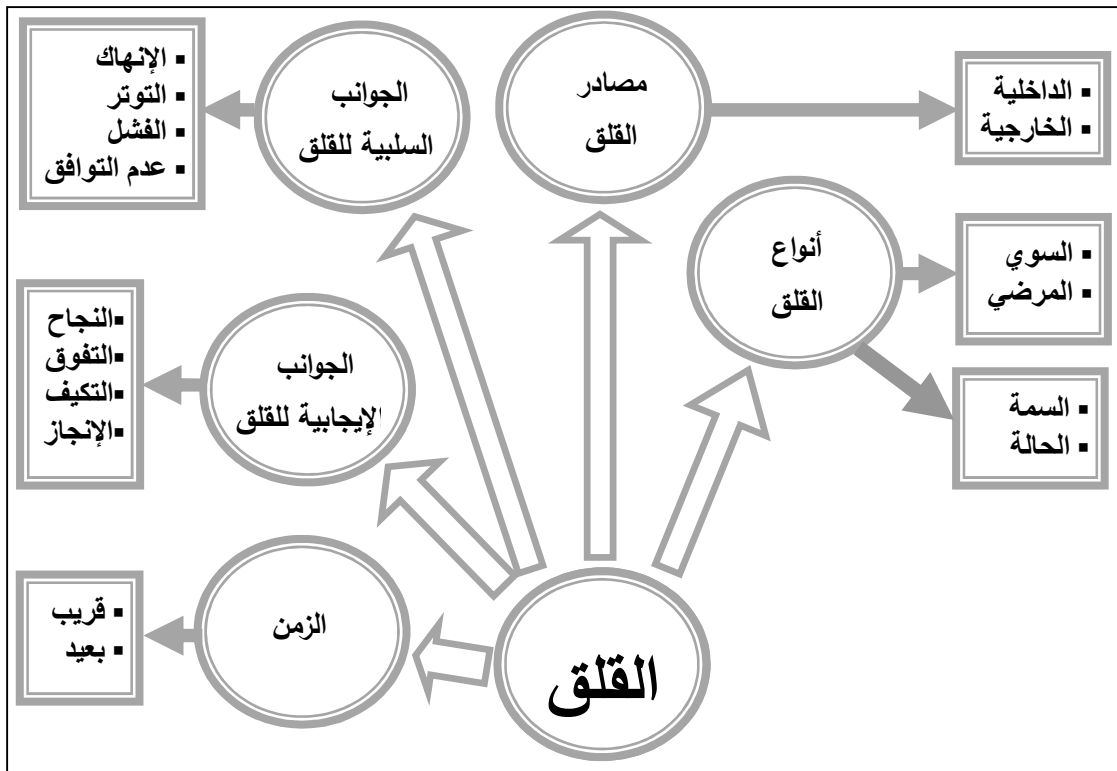 الداخلية
الخارجية
مصادر
القلق
الجوانب
السلبية للقلق
الإنهاك
التوتر
الفشل
عدم التوافق
أنواع
القلق
السوي
المرضي
السمة
الحالة
الجوانب
الإيجابية للقلق
النجاح
التفوق
التكيف
الإنجاز
الزمن
قريب
بعيد
القلق